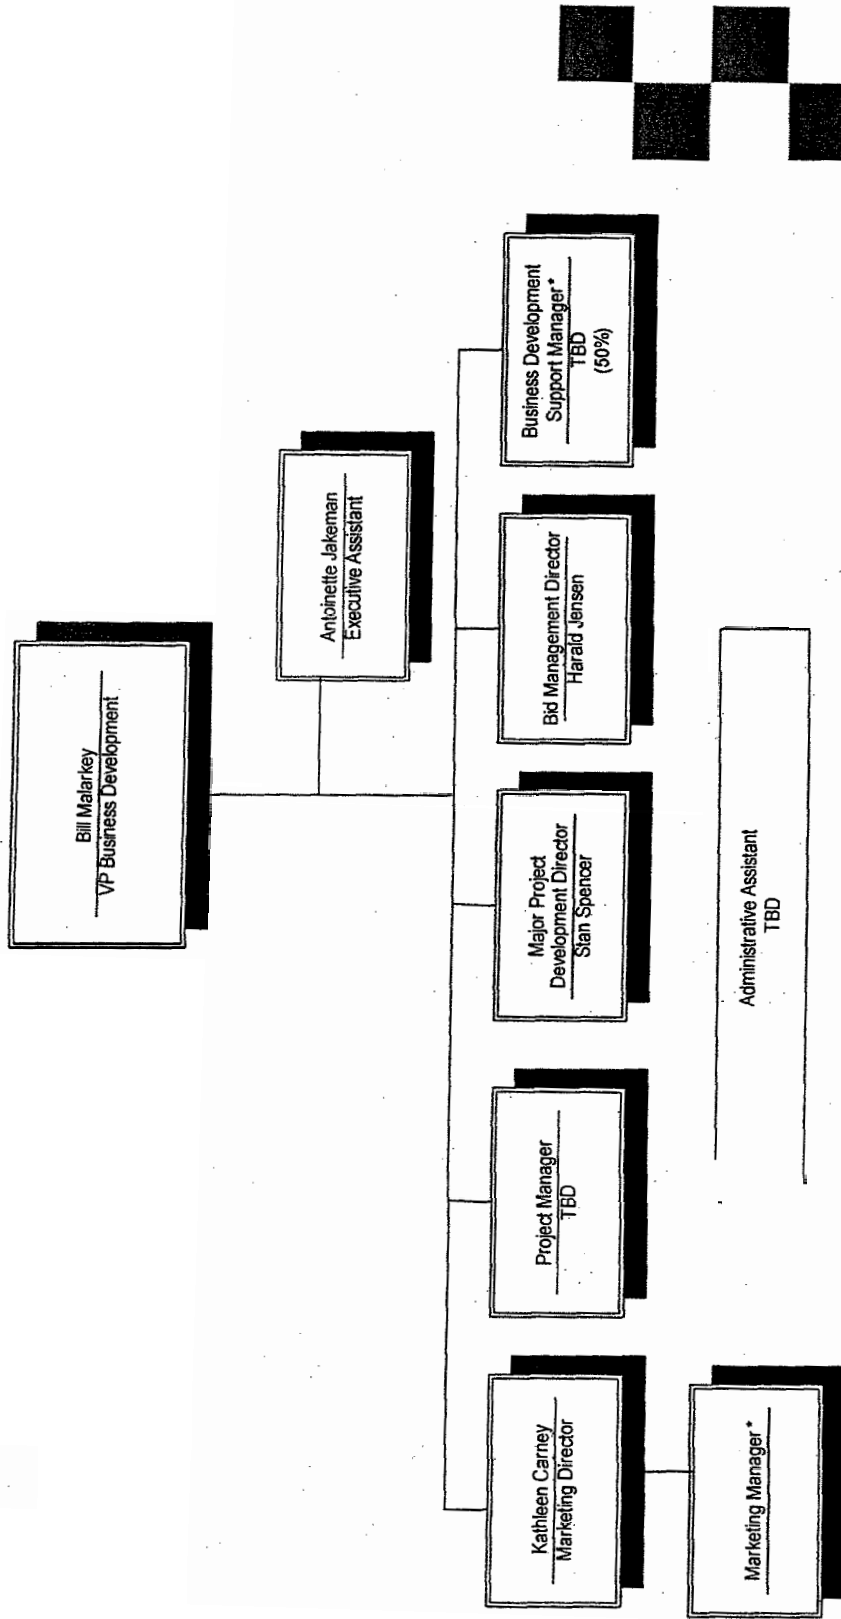 Bill Malarkey
VP Business Development
Antoinette Jakeman
Executive Assistant
Kathleen Carney
Marketing Director
Project Manager
TBD
Major Project
Development Director
Stan Spencer
Bid Management Director
Harald Jensen
Business Development
Support Manager*
TBD
(50%)
Marketing Manager*
Administrative Assistant
TBD